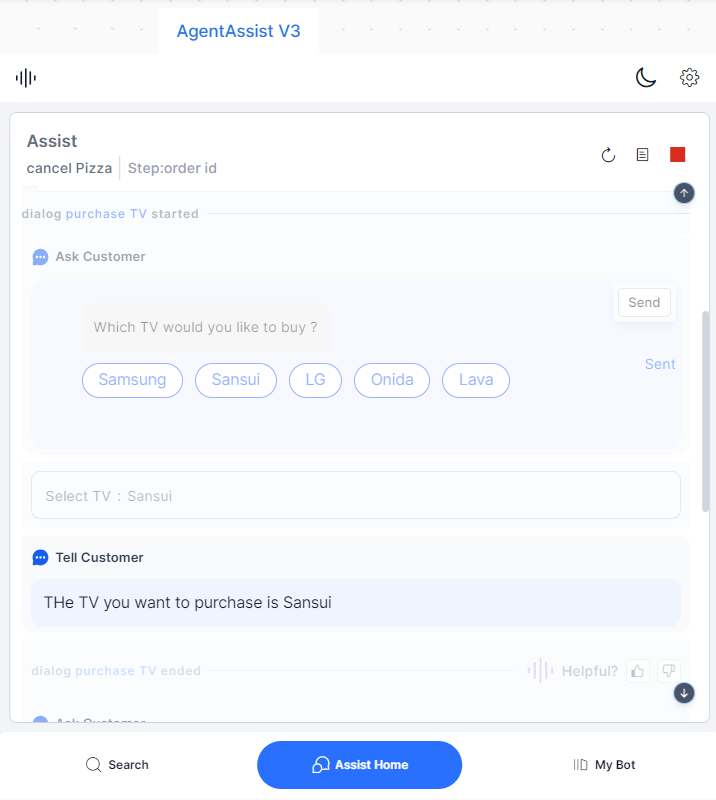 AgentAssist V3
Assist
cancel Pizza | Step:order id
dialog purchase TV started
Ask Customer
Send
Which TV would you like to buy ?
Sent
Samsung Sansui LG Onida Lava
Select TV : Sansui
Tell Customer
THe TV you want to purchase is Sansui
dialog purchase TV ended
Helpful?
Ask Customer
Search
Assist Home
My Bot